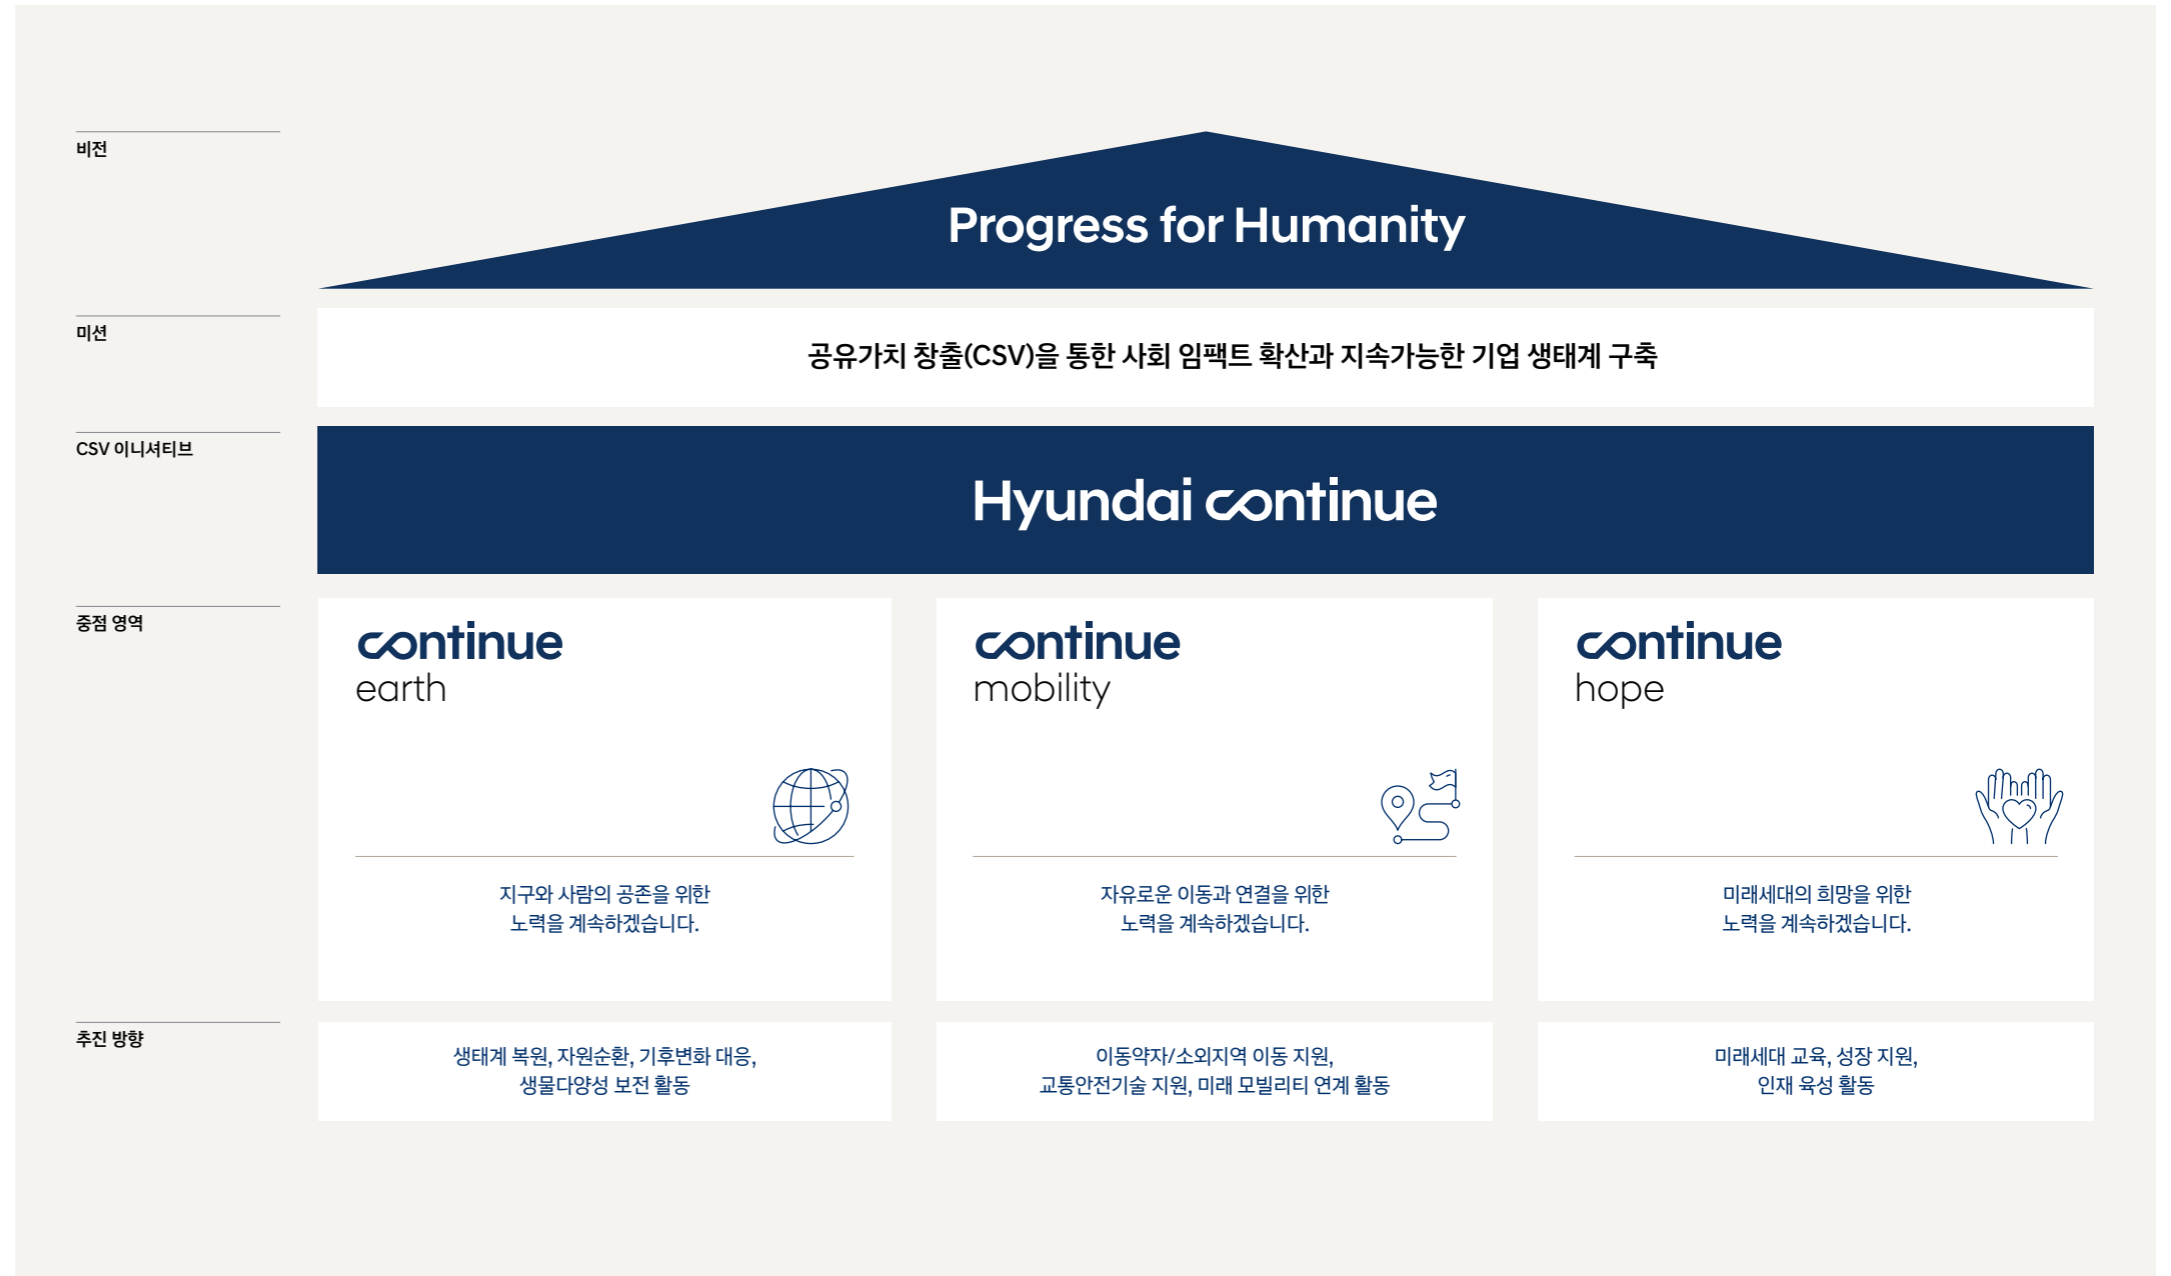 비전
Progress for Humanity
미션
공유가치 창출(CSV)을 통한 사회 임팩트 확산과 지속가능한 기업 생태계 구축
CSV 이니셔티브
Hyundai continue
중점 영역
continue
earth
지구와 사람의 공존을 위한
노력을 계속하겠습니다.
continue
mobility
자유로운 이동과 연결을 위한
노력을 계속하겠습니다.
continue
hope
미래세대의 희망을 위한
노력을 계속하겠습니다.
추진 방향
생태계 복원, 자원순환, 기후변화 대응,
생물다양성 보전 활동
이동약자/소외지역 이동 지원,
교통안전기술 지원, 미래 모빌리티 연계 활동
미래세대 교육, 성장 지원,
인재 육성 활동